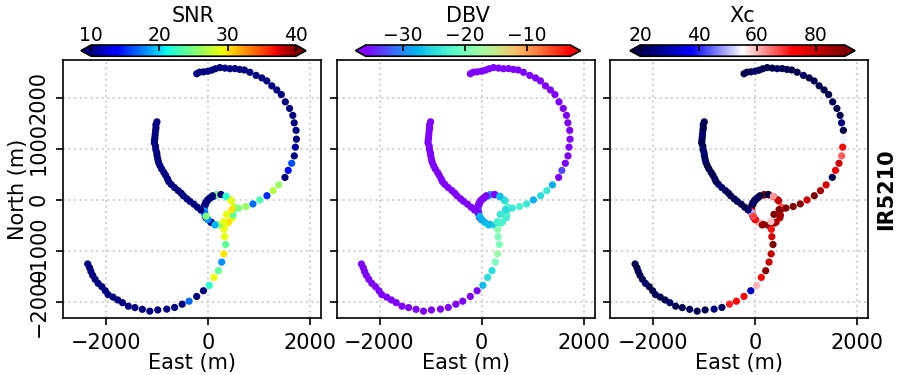 SNR DBV Xc
10 20 30 40 −30 −20 −10 20 40 60 80
North (m)
2000
1000
0
−1000
−2000
IR5210
−2000 0 2000 −2000 0 2000 −2000 0 2000
East (m) East (m) East (m)